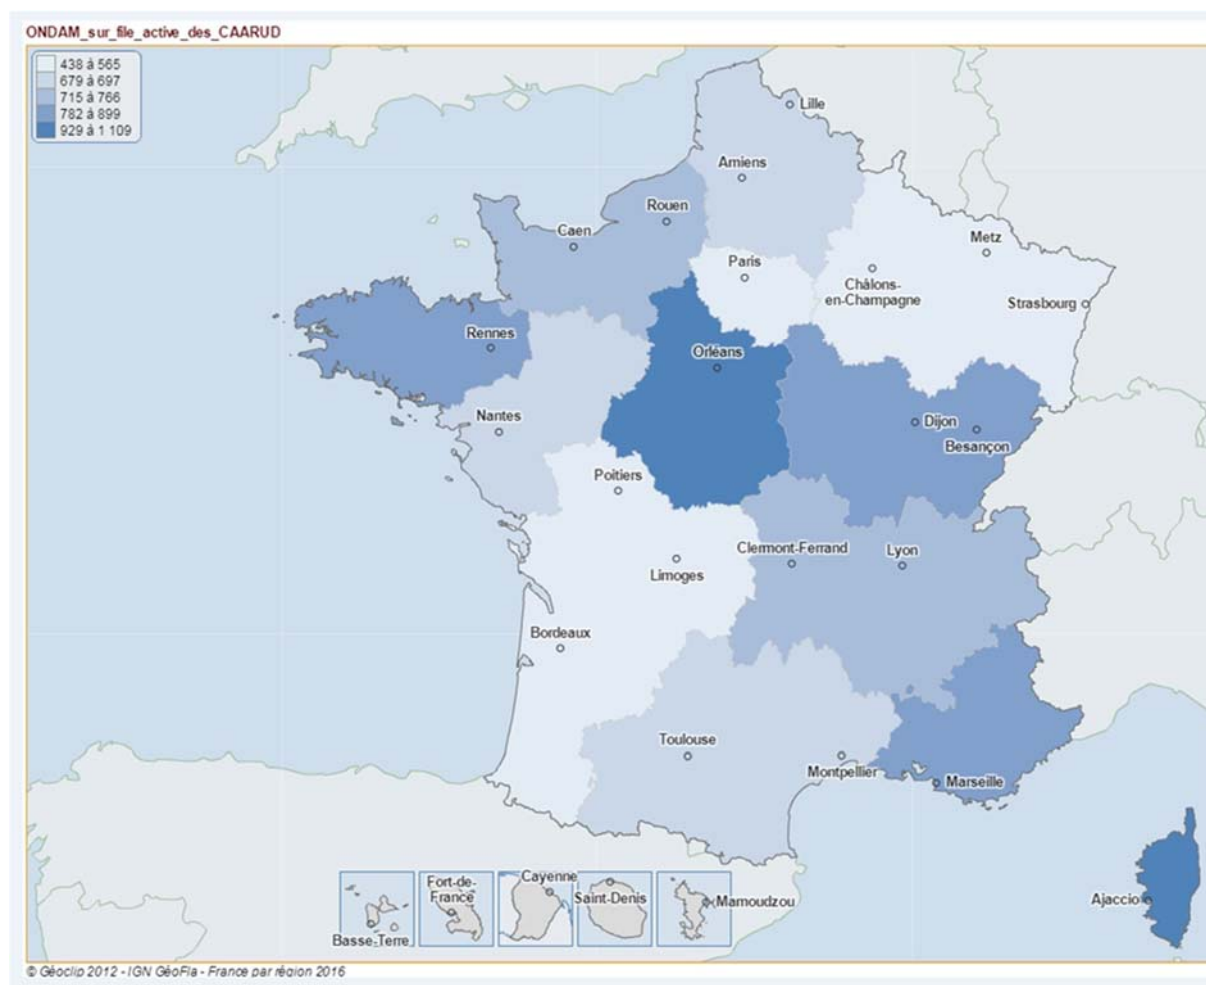 ONDAM_sur_file_active_des_CAARUD
438 à 565
679 à 697
715 à 766
782 à 899
929 à 1 109
Lille
Amiens
Rouen
Caen
Metz
Paris
Châlons-
en-Champagne
Strasbourg
Rennes
Orléans
Nantes
Dijon
Besançon
Poitiers
Clermont-Ferrand
Lyon
Limoges
Bordeaux
Toulouse
Montpellier
Marseille
Ajaccio
Basse-Terre
Fort-de-
France
Cayenne
Saint-Denis
Mamoudzou
© Géoclip 2012 - IGN GéoFla - France par région 2016